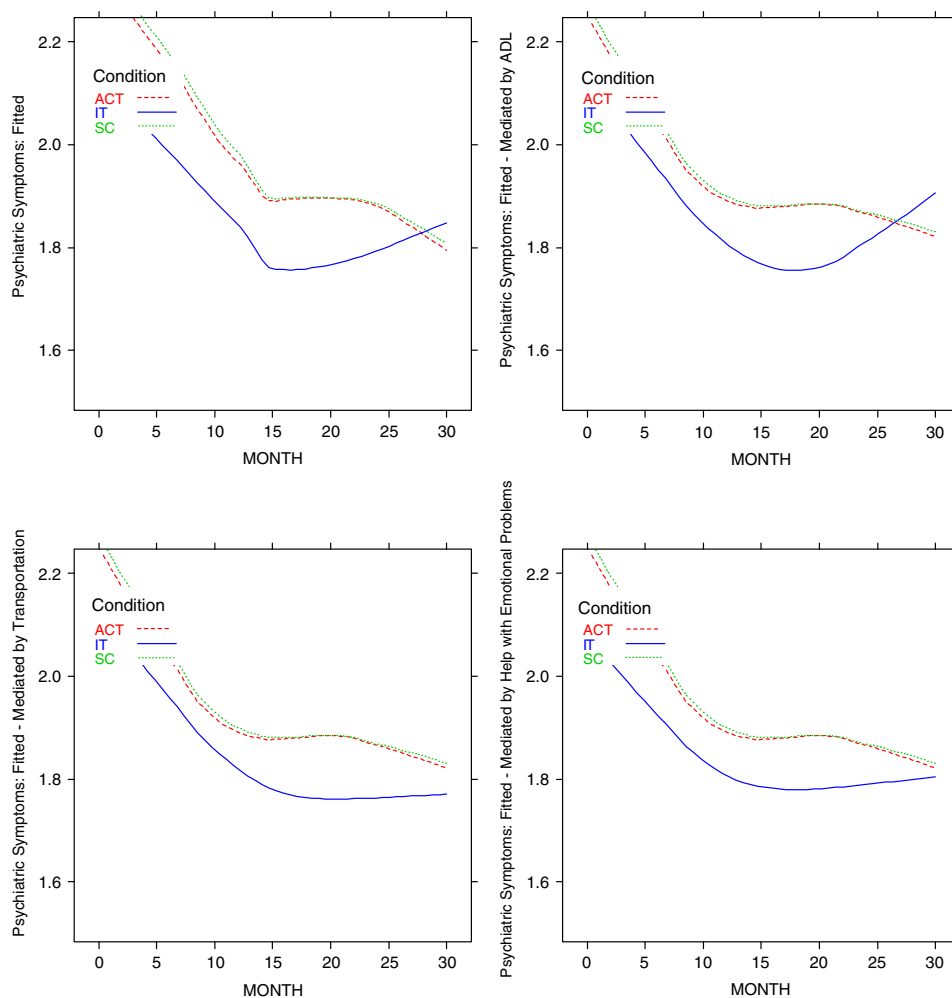 Psychiatric Symptoms: Fitted
2.2
2.0
1.8
1.6
Condition
ACT
IT
SC
0 5 10 15 20 25 30
MONTH
Psychiatric Symptoms: Fitted - Mediated by ADL
2.2
2.0
1.8
1.6
Condition
ACT
IT
SC
0 5 10 15 20 25 30
MONTH
Psychiatric Symptoms: Fitted - Mediated by Transportation
2.2
2.0
1.8
1.6
Condition
ACT
IT
SC
0 5 10 15 20 25 30
MONTH
Psychiatric Symptoms: Fitted - Mediated by Help with Emotional Problems
2.2
2.0
1.8
1.6
Condition
ACT
IT
SC
0 5 10 15 20 25 30
MONTH